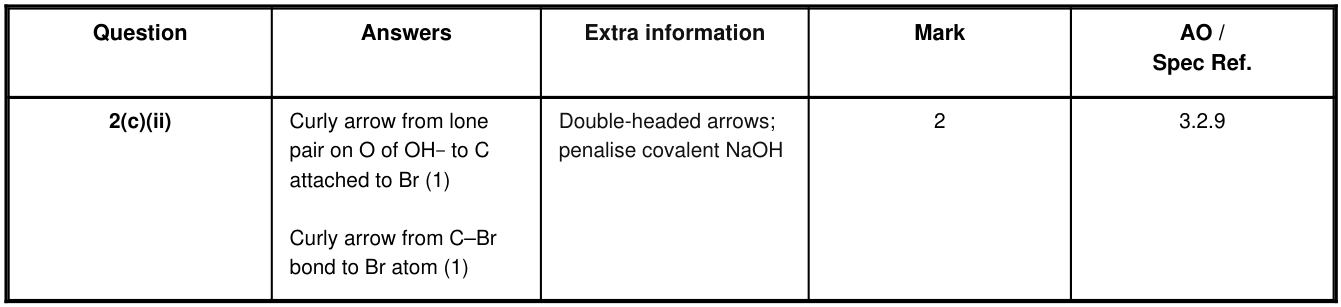 Question Answers Extra information Mark AO /
Spec Ref.
2(c)(ii) Curly arrow from lone Double-headed arrows; 2 3.2.9
pair on O of OH– to C penalise covalent NaOH
attached to Br (1)
Curly arrow from C–Br
bond to Br atom (1)